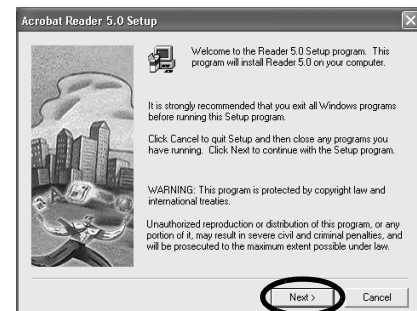 Acrobat Reader 5.0 Setup
Welcome to the Reader 5.0 Setup program. This
program will install Reader 5.0 on your computer.
It is strongly recommended that you exit all Windows programs
before running this Setup program.
Click Cancel to quit Setup and then close any programs you
have running. Click Next to continue with the Setup program.
WARNING: This program is protected by copyright law and
international treaties.
Unauthorized reproduction or distribution of this program, or any
portion of it, may result in severe civil and criminal penalties, and
will be prosecuted to the maximum extent possible under law.
Next > Cancel